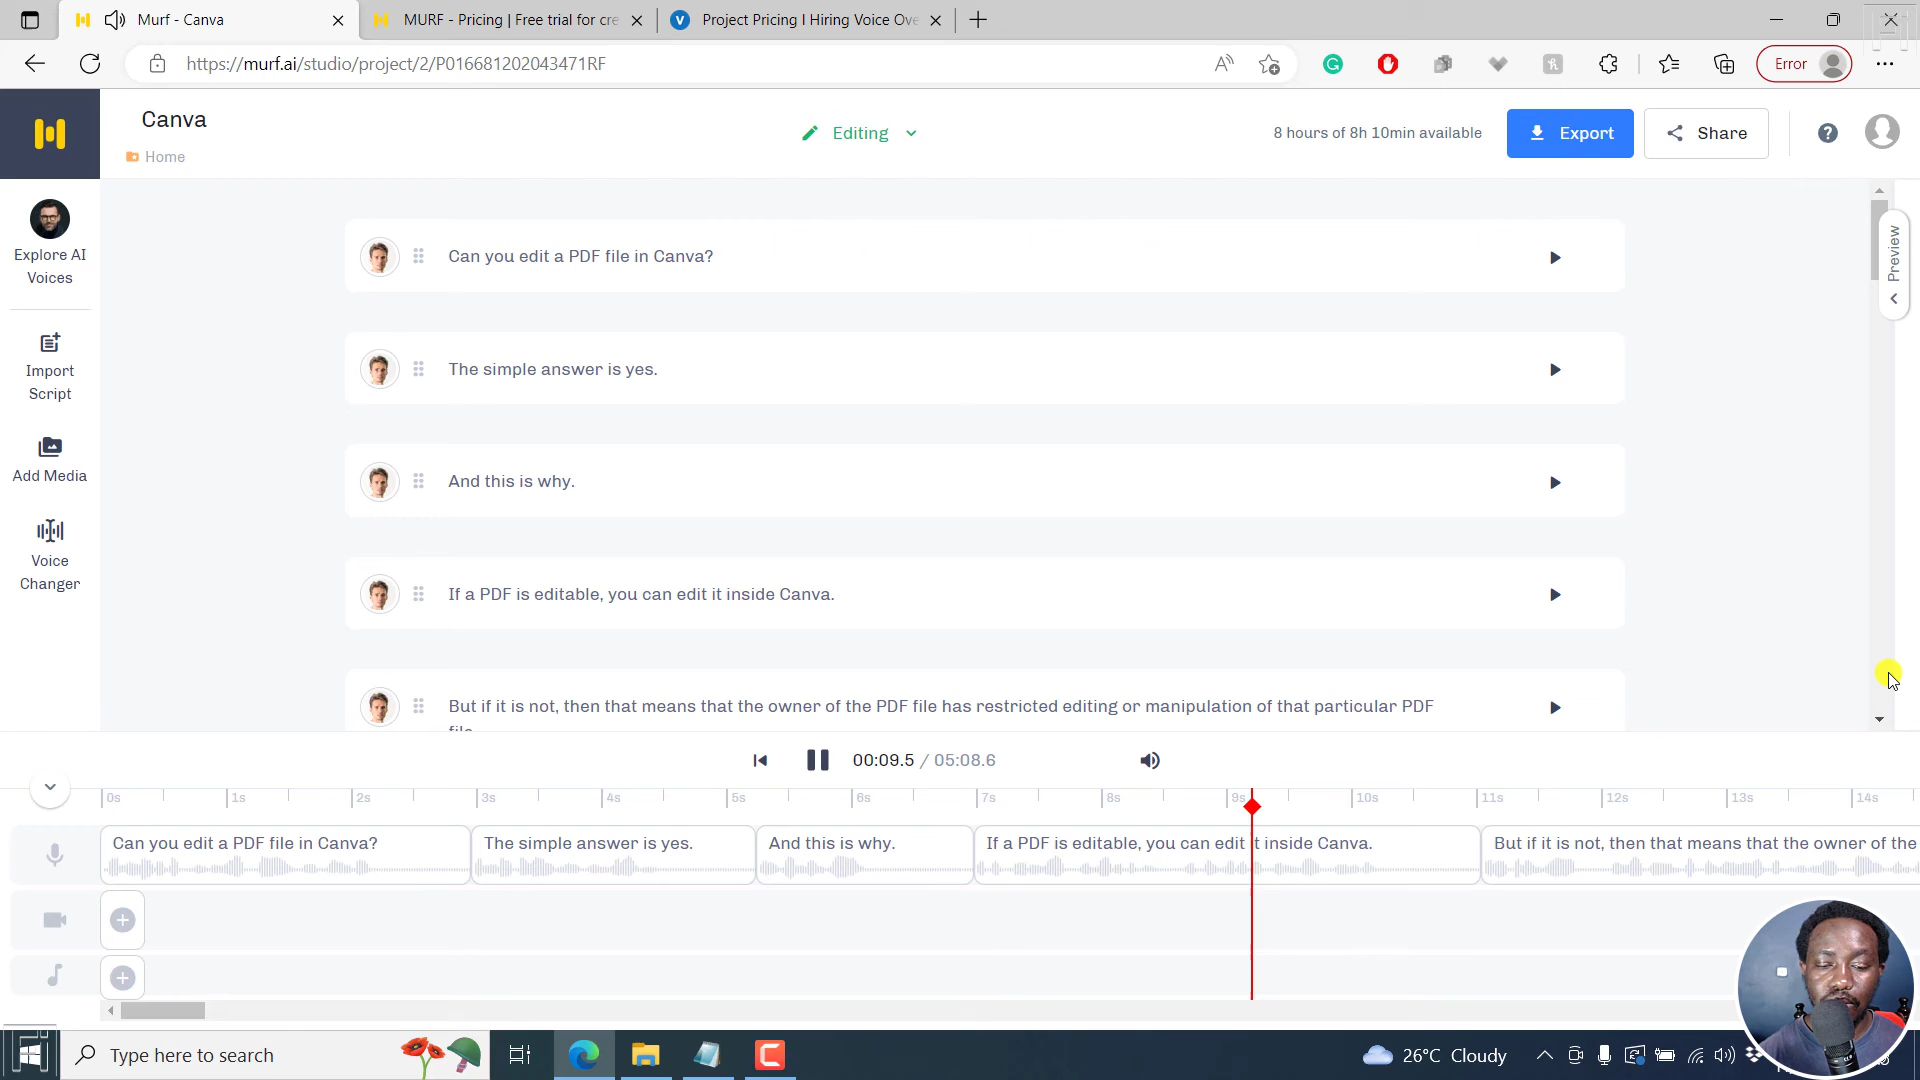 Murf - Canva
MURF - Pricing | Free trial for cre
Project Pricing I Hiring Voice Ove
https://murf.ai/studio/project/2/P016681202043471RF
Error
Canva
Home
Editing
8 hours of 8h 10min available
Export
Share
Explore AI
Voices
Import
Script
Add Media
Voice
Changer
Can you edit a PDF file in Canva?
The simple answer is yes.
And this is why.
If a PDF is editable, you can edit it inside Canva.
But if it is not, then that means that the owner of the PDF file has restricted editing or manipulation of that particular PDF
file.
Preview
00:09.5 / 05:08.6
0s 1s 2s 3s 4s 5s 6s 7s 8s 9s 10s 11s 12s 13s 14s
Can you edit a PDF file in Canva?
The simple answer is yes.
And this is why.
If a PDF is editable, you can edit it inside Canva.
But if it is not, then that means that the owner of the
Type here to search
26°C Cloudy